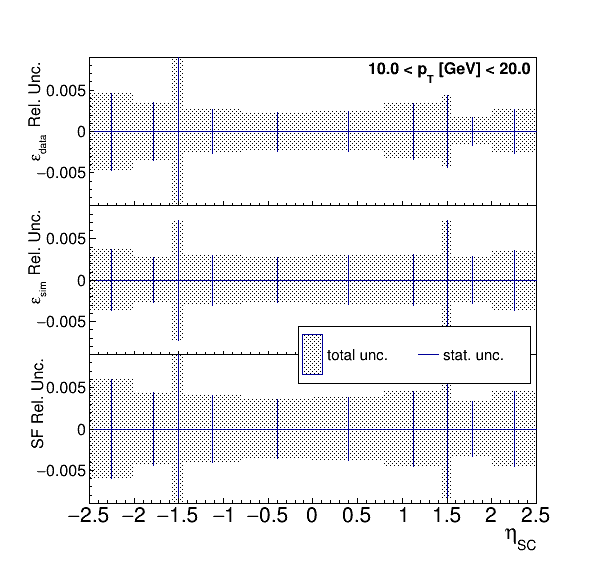 10.0 < p_T [GeV] < 20.0
ε_data Rel. Unc.
0.005
0
−0.005
ε_sim Rel. Unc.
0.005
0
−0.005
total unc.
stat. unc.
SF Rel. Unc.
0.005
0
−0.005
−2.5 −2 −1.5 −1 −0.5 0 0.5 1 1.5 2 2.5
η_SC